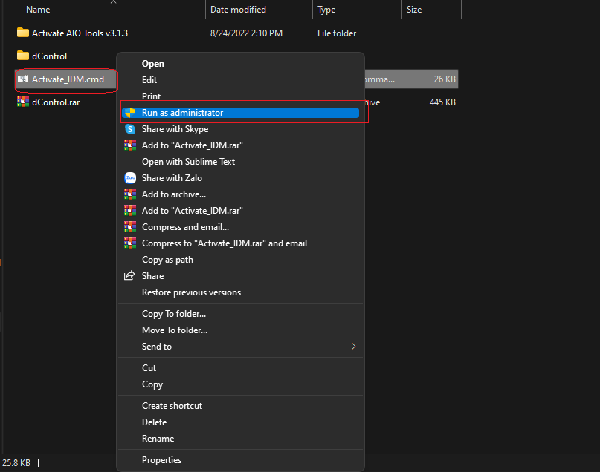 Name Date modified Type Size
Activate AIO Tools v3.1.3 8/24/2022 2:10 PM File folder
dControl
Activate_IDM.cmd omma... 26 KB
dControl.rar ive 445 KB
Open
Edit
Print
Run as administrator
Share with Skype
Add to "Activate_IDM.rar"
Open with Sublime Text
Share with Zalo
Add to archive...
Add to "Activate_IDM.rar"
Compress and email...
Compress to "Activate_IDM.rar" and email
Copy as path
Share
Restore previous versions
Copy To folder...
Move To folder...
Send to
Cut
Copy
Create shortcut
Delete
Rename
Properties
25.8 KB